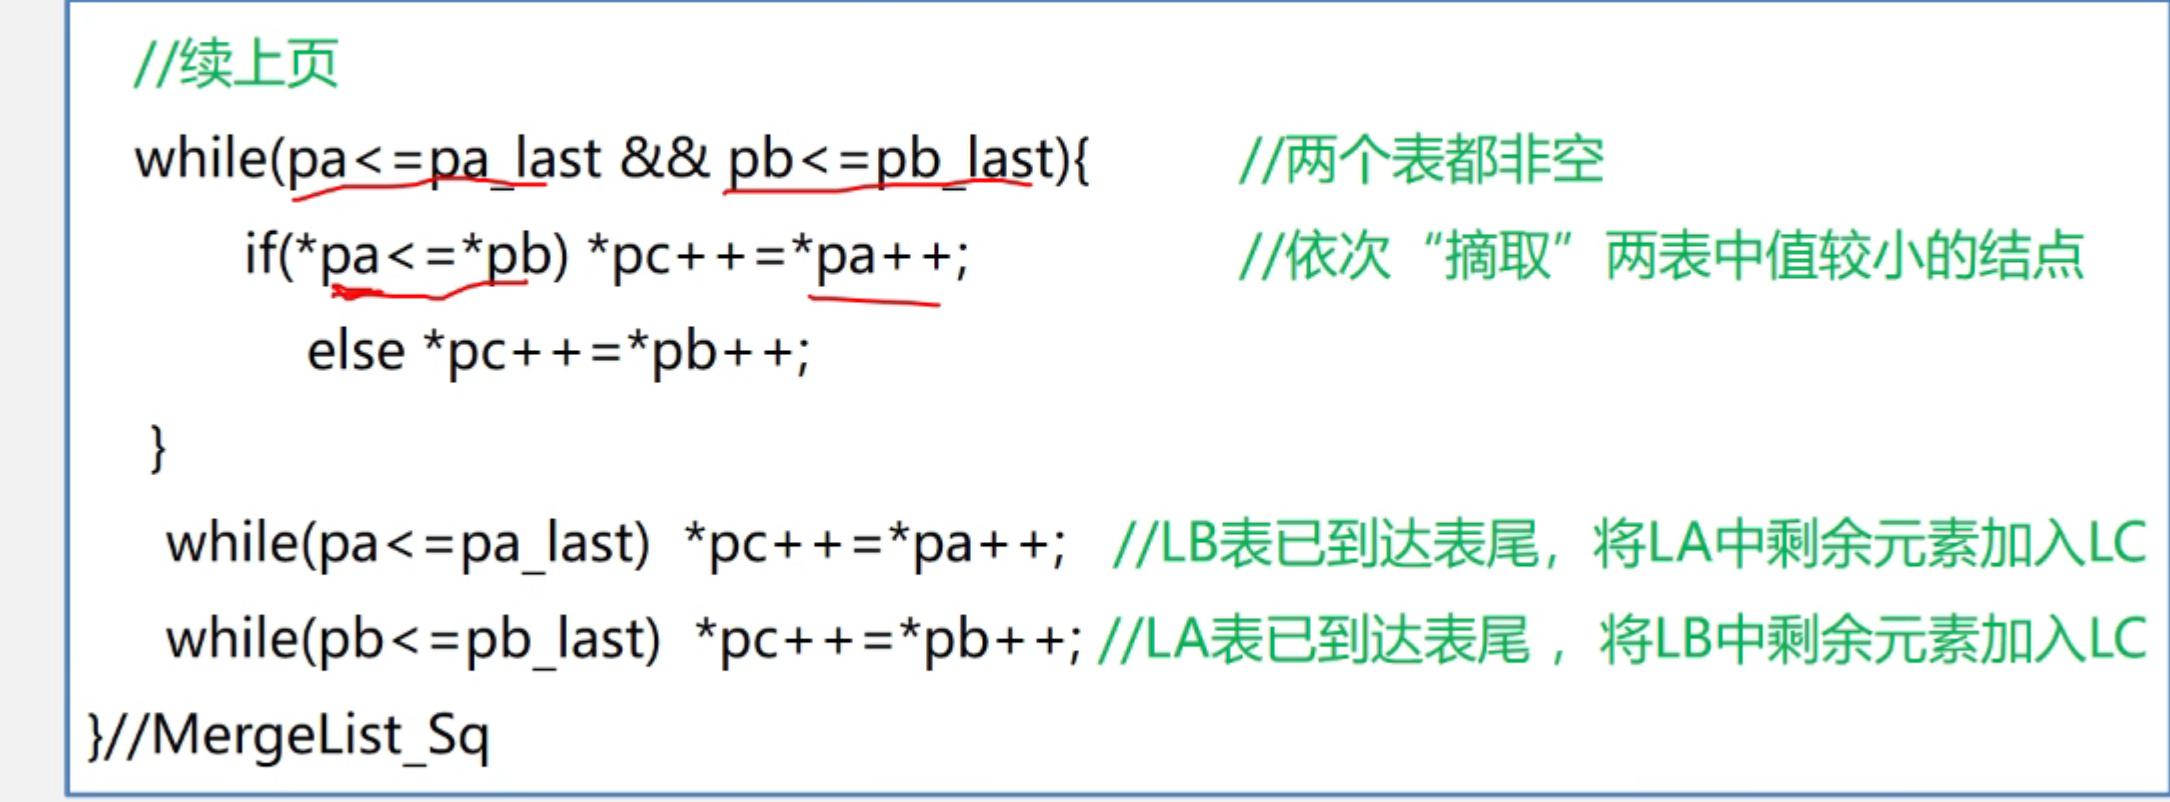 //续上页
while(pa<=pa_last && pb<=pb_last){ //两个表都非空
if(*pa<=*pb) *pc++=*pa++; //依次“摘取”两表中值较小的结点
else *pc++=*pb++;
}
while(pa<=pa_last) *pc++=*pa++; //LB表已到达表尾，将LA中剩余元素加入LC
while(pb<=pb_last) *pc++=*pb++; //LA表已到达表尾，将LB中剩余元素加入LC
}//MergeList_Sq